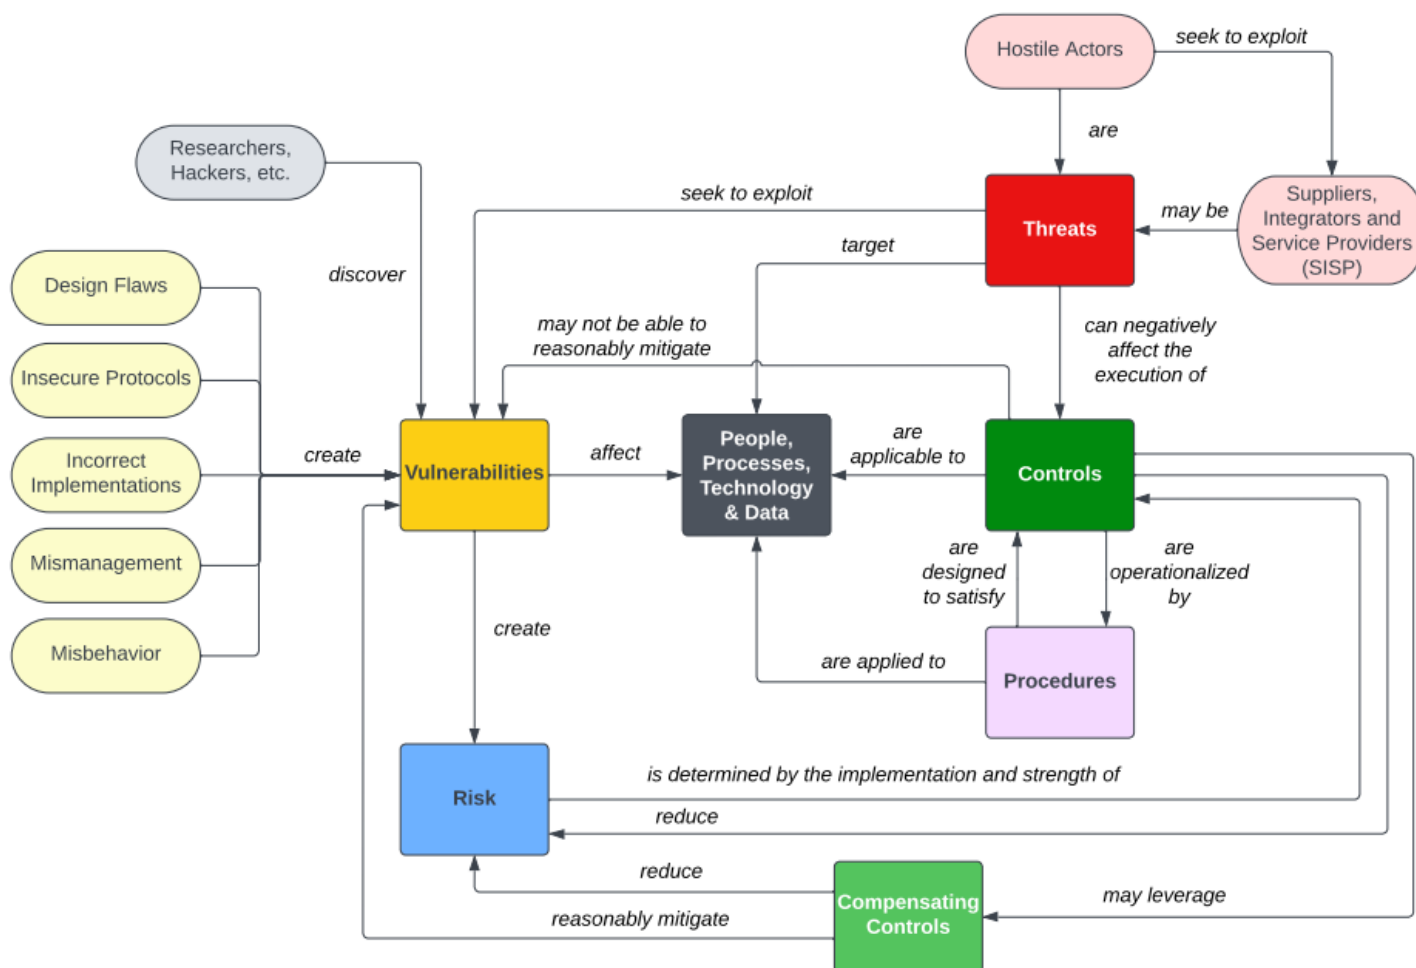 Hostile Actors
seek to exploit
are
Researchers,
Hackers, etc.
seek to exploit
Threats
may be
Suppliers,
Integrators and
Service Providers
(SISP)
target
discover
Design Flaws
may not be able to
reasonably mitigate
can negatively
affect the
execution of
Insecure Protocols
Incorrect
Implementations
create
Vulnerabilities
affect
People,
Processes,
Technology
& Data
are
applicable to
Controls
Mismanagement
are
designed
to satisfy
are
operationalized
by
Misbehavior
create
are applied to
Procedures
Risk
is determined by the implementation and strength of
reduce
reduce
reasonably mitigate
Compensating
Controls
may leverage